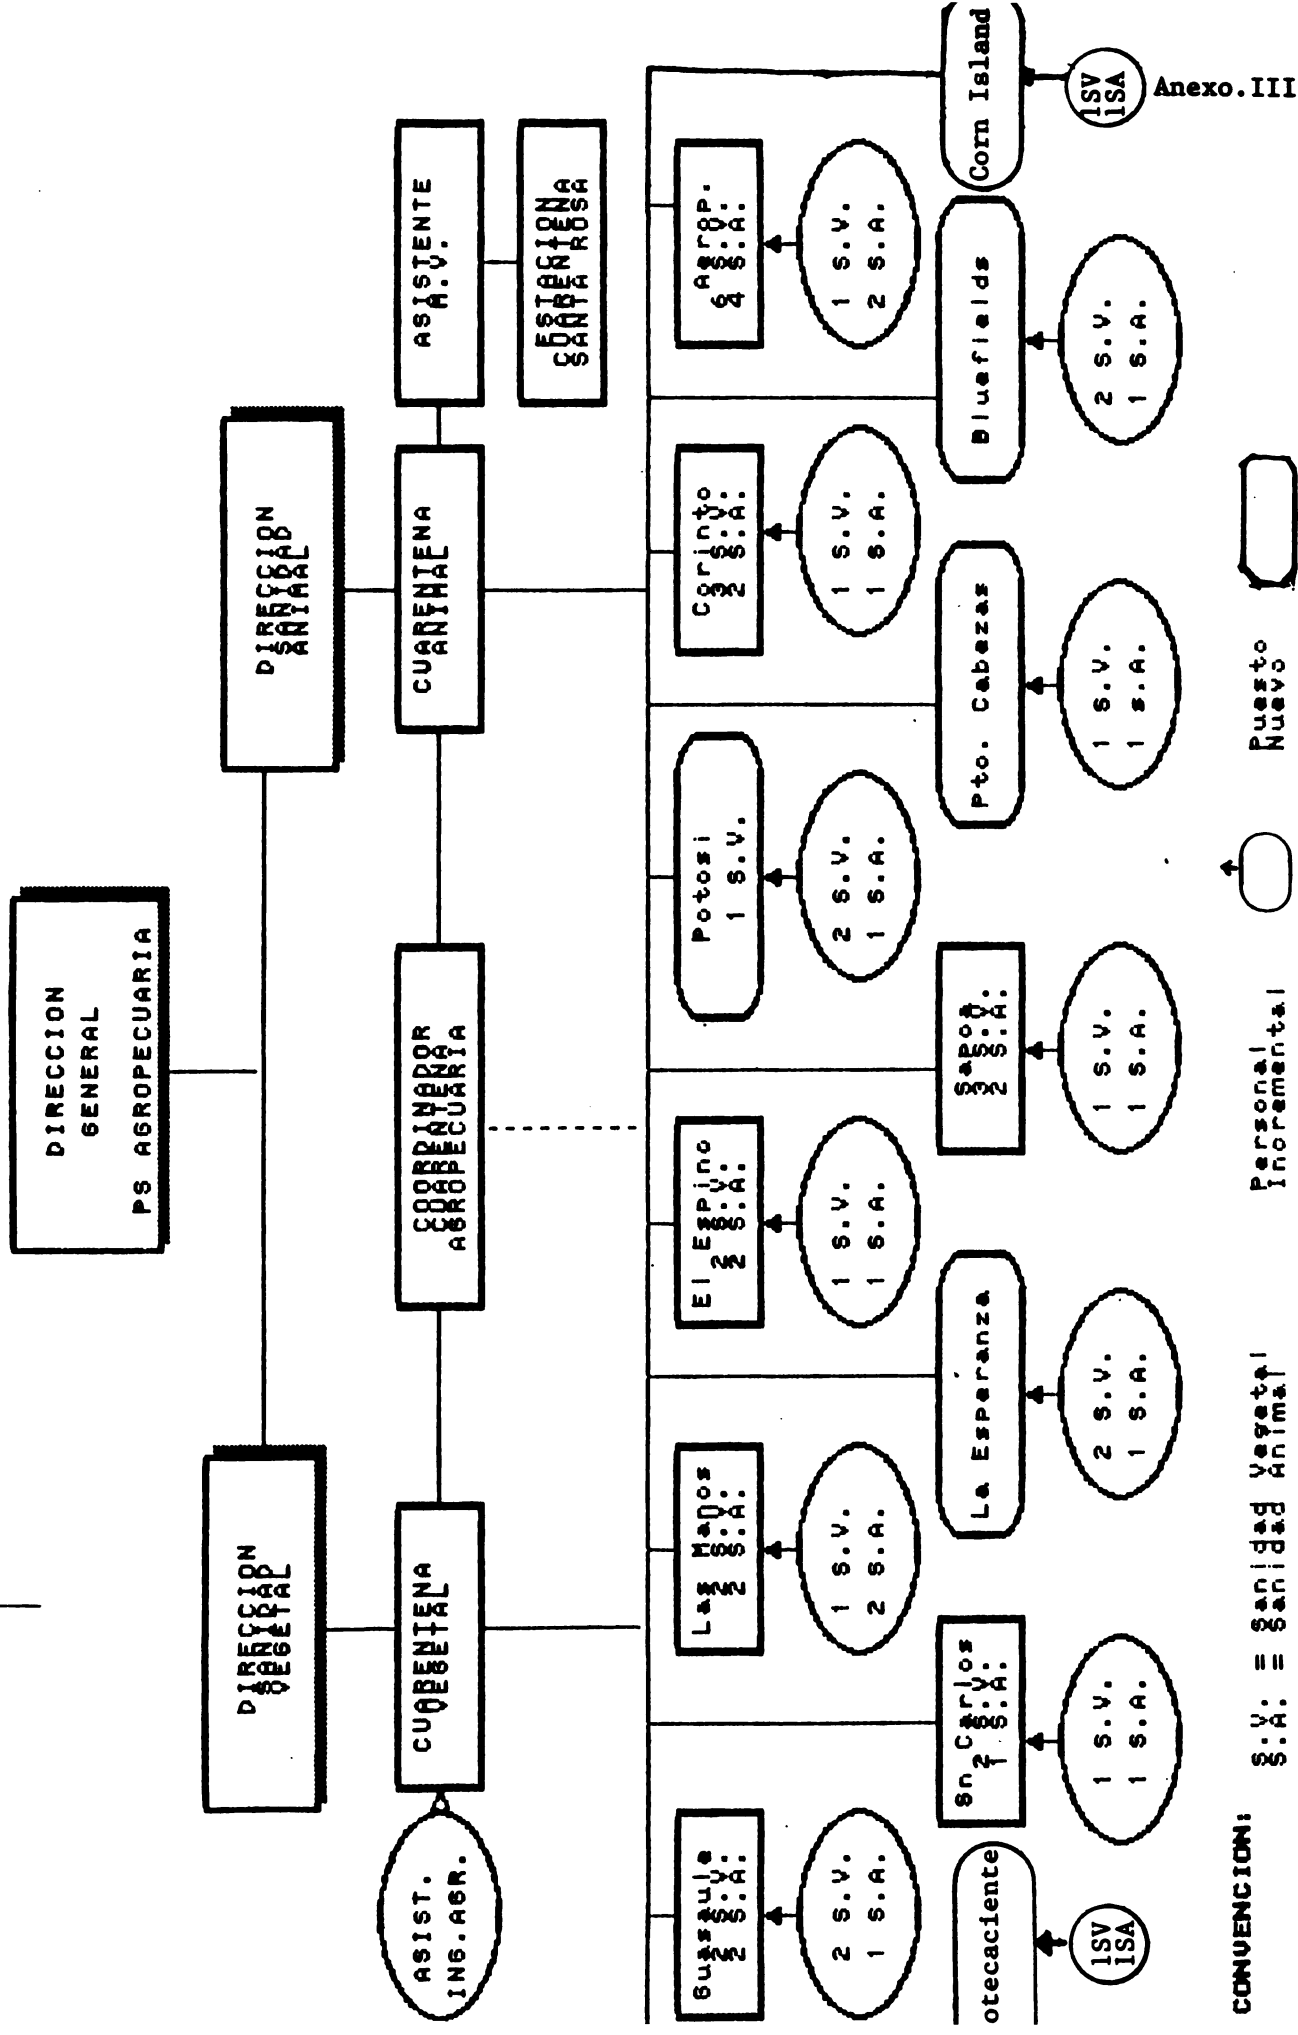 DIRECCION
GENERAL
PS AGROPECUARIA
DIRECCION
SANIDAD
VEGETAL
DIRECCION
SANIDAD
ANIMAL
ASIST.
ING.AGR.
CUARENTENA
VEGETAL
COORDINADOR
CUARENTENA
AGROPECUARIA
CUARENTENA
ANIMAL
ASISTENTE
A.V.
ESTACION
CUARENTENA
SANTA ROSA
Guasaule
2 S.V.
2 S.A.
2 S.V.
1 S.A.
Las Manos
2 S.V.
2 S.A.
1 S.V.
2 S.A.
El Espino
2 S.V.
2 S.A.
1 S.V.
1 S.A.
Potosi
1 S.V.
2 S.V.
1 S.A.
Corinto
3 S.V.
2 S.A.
1 S.V.
1 S.A.
Aerop.
6 S.V.
4 S.A.
1 S.V.
2 S.A.
otecaciente
1SV
1SA
Sn Carlos
2 S.V.
1 S.A.
1 S.V.
1 S.A.
La Esperanza
2 S.V.
1 S.A.
Sapoa
3 S.V.
2 S.A.
1 S.V.
1 S.A.
Pto. Cabezas
1 S.V.
1 S.A.
Bluefields
2 S.V.
1 S.A.
Corn Island
1SV
1SA
Anexo.III
CONVENCION:
S.V. = Sanidad Vegetal
S.A. = Sanidad Animal
Personal
Incremental
Puesto
Nuevo